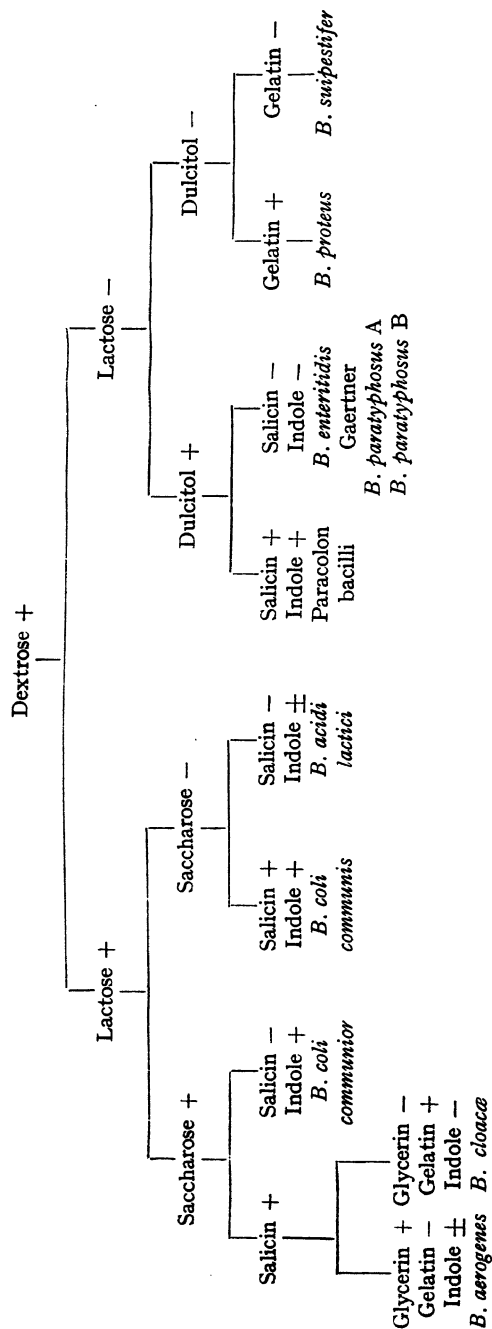 Dextrose +
Lactose +
Lactose −
Saccharose +
Saccharose −
Dulcitol +
Dulcitol −
Salicin +
Salicin −
Indole +
B. coli
communior
Salicin +
Indole +
B. coli
communis
Salicin −
Indole ±
B. acidi
lactici
Salicin +
Indole +
Paracolon
bacilli
Salicin −
Indole −
B. enteritidis
Gaertner
B. paratyphosus A
B. paratyphosus B
Gelatin +
B. proteus
Gelatin −
B. suipestifer
Glycerin +
Gelatin −
Indole ±
B. aerogenes
Glycerin −
Gelatin +
Indole −
B. cloacæ